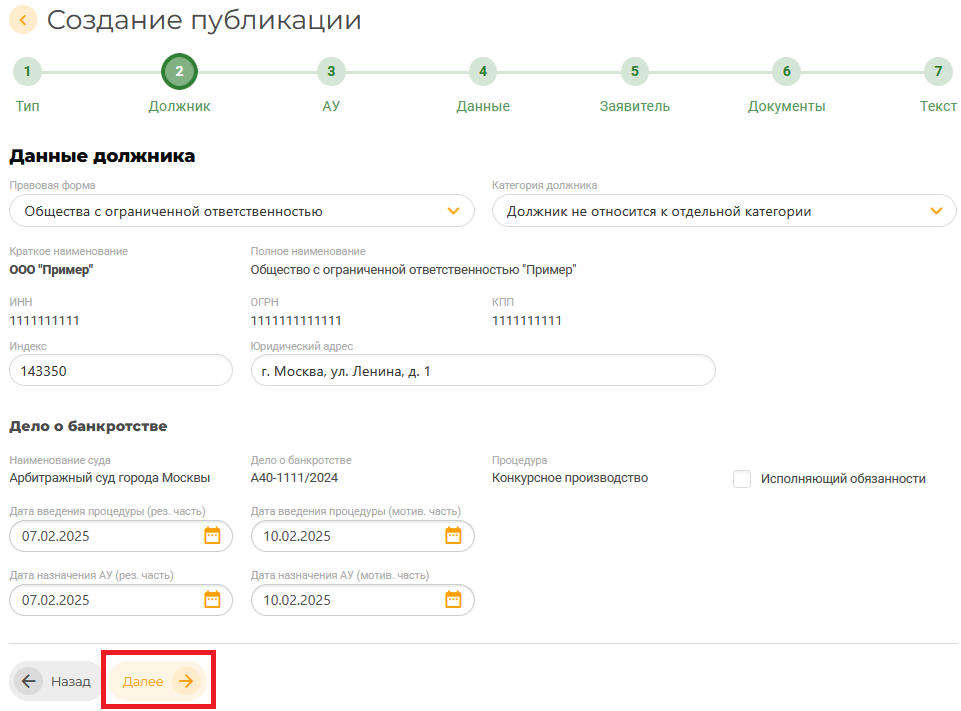 Создание публикации
1 2 3 4 5 6 7
Тип Должник АУ Данные Заявитель Документы Текст
Данные должника
Правовая форма Категория должника
Общества с ограниченной ответственностью Должник не относится к отдельной категории
Краткое наименование Полное наименование
ООО "Пример" Общество с ограниченной ответственностью "Пример"
ИНН ОГРН КПП
1111111111 1111111111111 1111111111
Индекс Юридический адрес
143350 г. Москва, ул. Ленина, д. 1
Дело о банкротстве
Наименование суда Дело о банкротстве Процедура
Арбитражный суд города Москвы А40-1111/2024 Конкурсное производство Исполняющий обязанности
Дата введения процедуры (рез. часть) Дата введения процедуры (мотив. часть)
07.02.2025 10.02.2025
Дата назначения АУ (рез. часть) Дата назначения АУ (мотив. часть)
07.02.2025 10.02.2025
Назад Далее